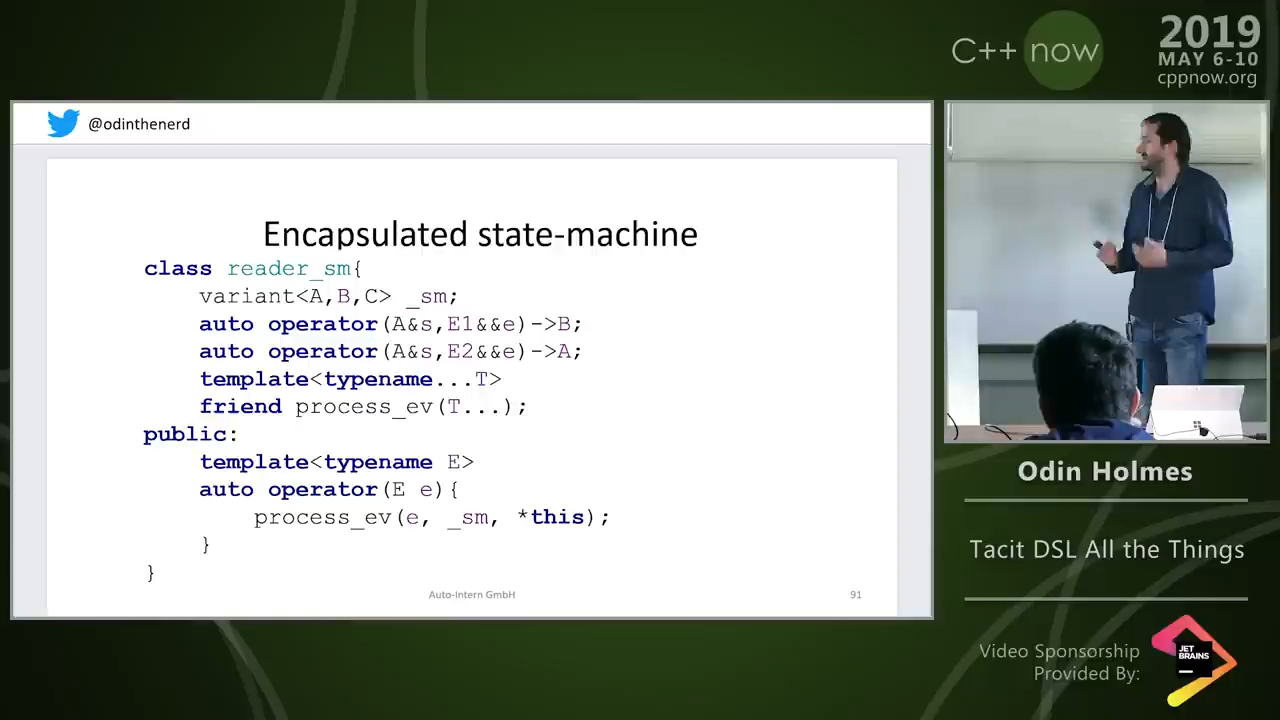 C++ now
2019
MAY 6-10
cppnow.org
@odinthenerd
Encapsulated state-machine
class reader_sm{
variant<A,B,C> _sm;
auto operator(A&s,E1&&e)->B;
auto operator(A&s,E2&&e)->A;
template<typename...T>
friend process_ev(T...);
public:
template<typename E>
auto operator(E e){
process_ev(e, _sm, *this);
}
}
Auto-Intern GmbH
91
Odin Holmes
Tacit DSL All the Things
Video Sponsorship
Provided By:
JET
BRAINS